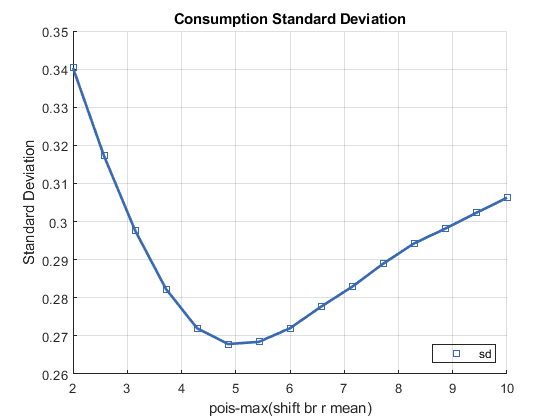 Consumption Standard Deviation
Standard Deviation
0.35
0.34
0.33
0.32
0.31
0.3
0.29
0.28
0.27
0.26
2 3 4 5 6 7 8 9 10
pois-max(shift br r mean)
sd